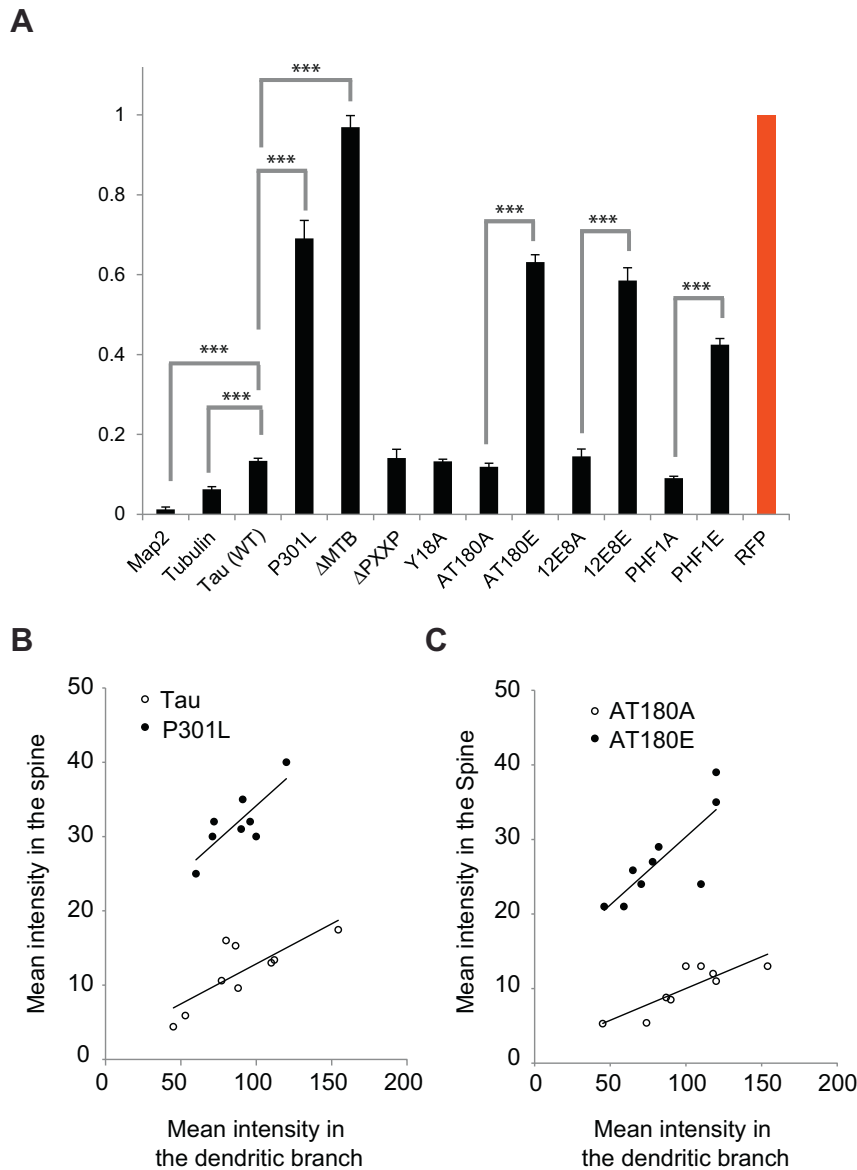 A
***
***
***
***
***
***
***
1
0.8
0.6
0.4
0.2
0
Map2
Tubulin
Tau (WT)
P301L
ΔMTB
ΔPXXP
Y18A
AT180A
AT180E
12E8A
12E8E
PHF1A
PHF1E
RFP
B
Tau
P301L
Mean intensity in the spine
50
40
30
20
10
0
0 50 100 150 200
Mean intensity in
the dendritic branch
C
AT180A
AT180E
Mean intensity in the Spine
50
40
30
20
10
0
0 50 100 150 200
Mean intensity in
the dendritic branch